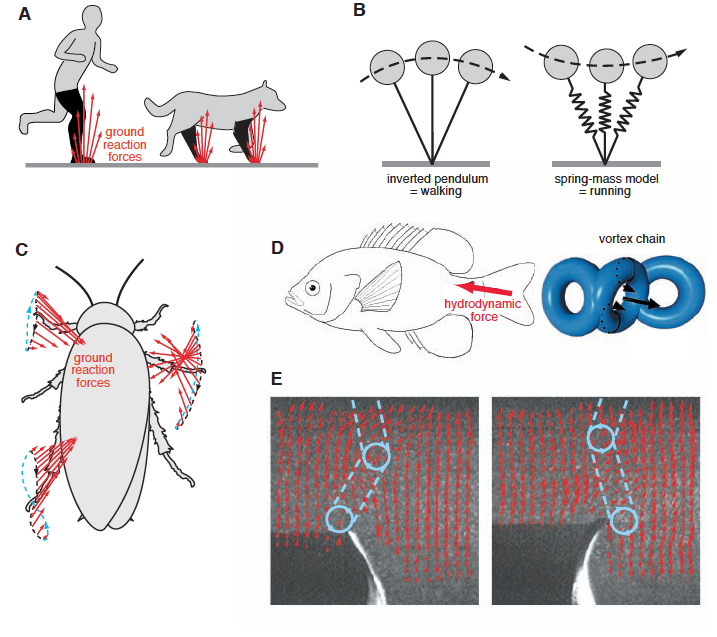 A
ground
reaction
forces
B
inverted pendulum
= walking
spring-mass model
= running
C
ground
reaction
forces
D
hydrodynamic
force
vortex chain
E